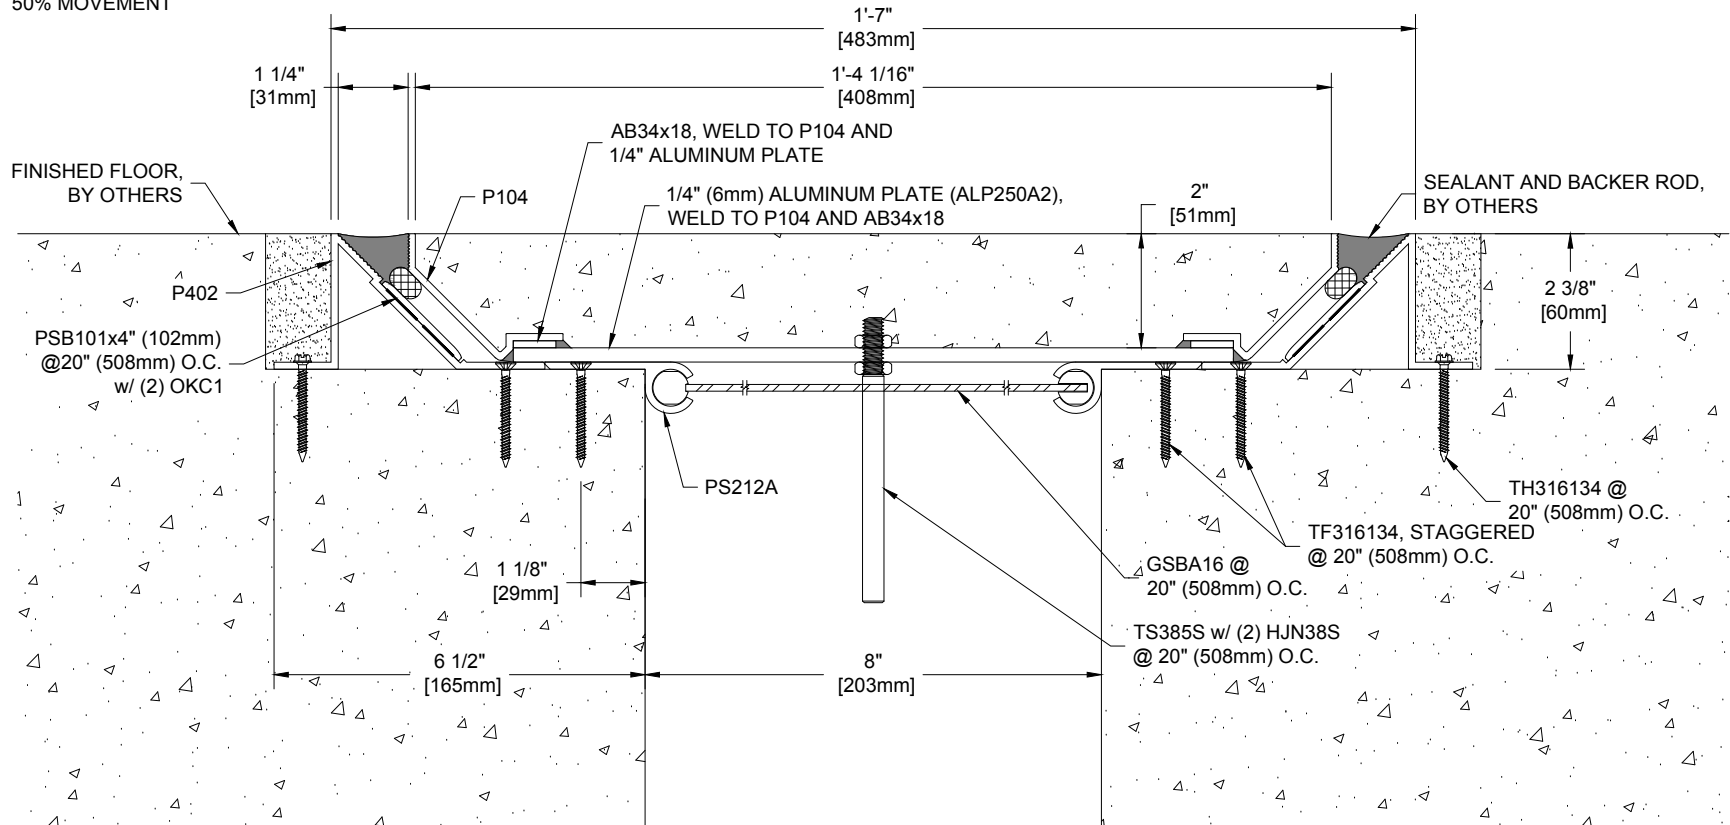 50% MOVEMENT
1'-7"
[483mm]
1 1/4"
[31mm]
1'-4 1/16"
[408mm]
AB34x18, WELD TO P104 AND
1/4" ALUMINUM PLATE
FINISHED FLOOR,
BY OTHERS
P104
1/4" (6mm) ALUMINUM PLATE (ALP250A2),
WELD TO P104 AND AB34x18
2"
[51mm]
SEALANT AND BACKER ROD,
BY OTHERS
P402
2 3/8"
[60mm]
PSB101x4" (102mm)
@20" (508mm) O.C.
w/ (2) OKC1
PS212A
TH316134 @
20" (508mm) O.C.
TF316134, STAGGERED
@ 20" (508mm) O.C.
1 1/8"
[29mm]
GSBA16 @
20" (508mm) O.C.
TS385S w/ (2) HJN38S
@ 20" (508mm) O.C.
6 1/2"
[165mm]
8"
[203mm]